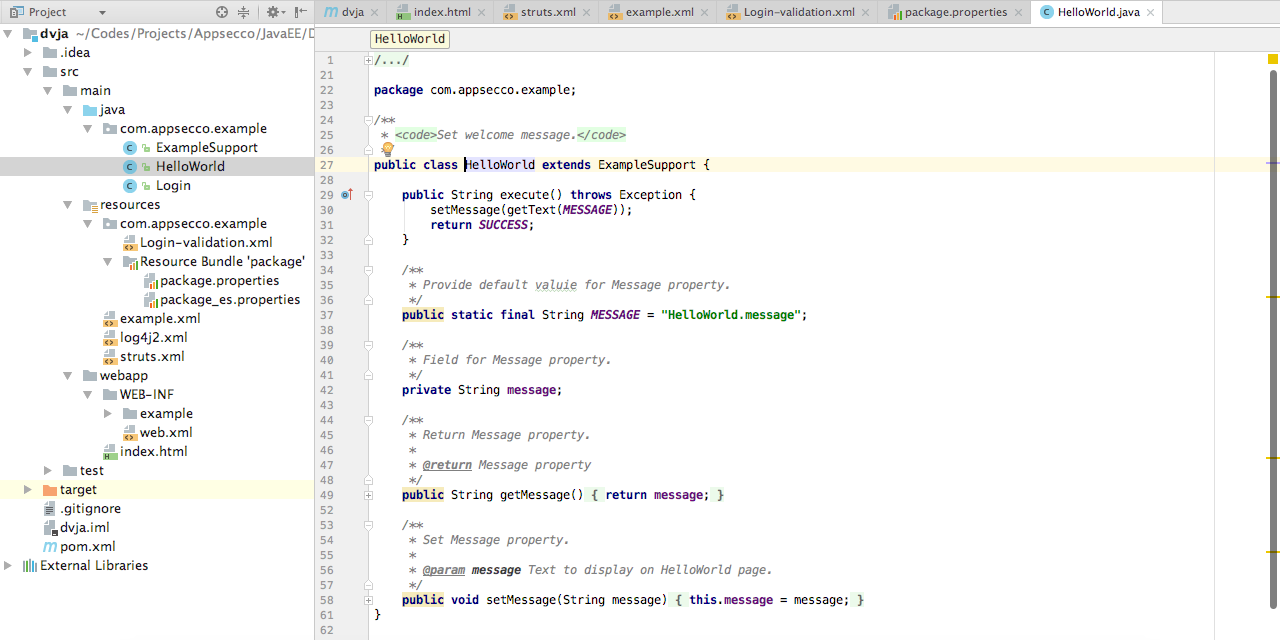 Project
dvja
index.html
struts.xml
example.xml
Login-validation.xml
package.properties
HelloWorld.java
dvja ~/Codes/Projects/Appsecco/JavaEE/D
.idea
src
main
java
com.appsecco.example
ExampleSupport
HelloWorld
Login
resources
com.appsecco.example
Login-validation.xml
Resource Bundle 'package'
package.properties
package_es.properties
example.xml
log4j2.xml
struts.xml
webapp
WEB-INF
example
web.xml
index.html
test
target
.gitignore
dvja.iml
pom.xml
External Libraries
HelloWorld
1 /.../
21
22 package com.appsecco.example;
23
24 /**
25 * <code>Set welcome message.</code>
26
27 public class HelloWorld extends ExampleSupport {
28
29 public String execute() throws Exception {
30 setMessage(getText(MESSAGE));
31 return SUCCESS;
32 }
33
34 /**
35 * Provide default valuie for Message property.
36 */
37 public static final String MESSAGE = "HelloWorld.message";
38
39 /**
40 * Field for Message property.
41 */
42 private String message;
43
44 /**
45 * Return Message property.
46 *
47 * @return Message property
48 */
49 public String getMessage() { return message; }
52
53 /**
54 * Set Message property.
55 *
56 * @param message Text to display on HelloWorld page.
57 */
58 public void setMessage(String message) { this.message = message; }
61 }
62